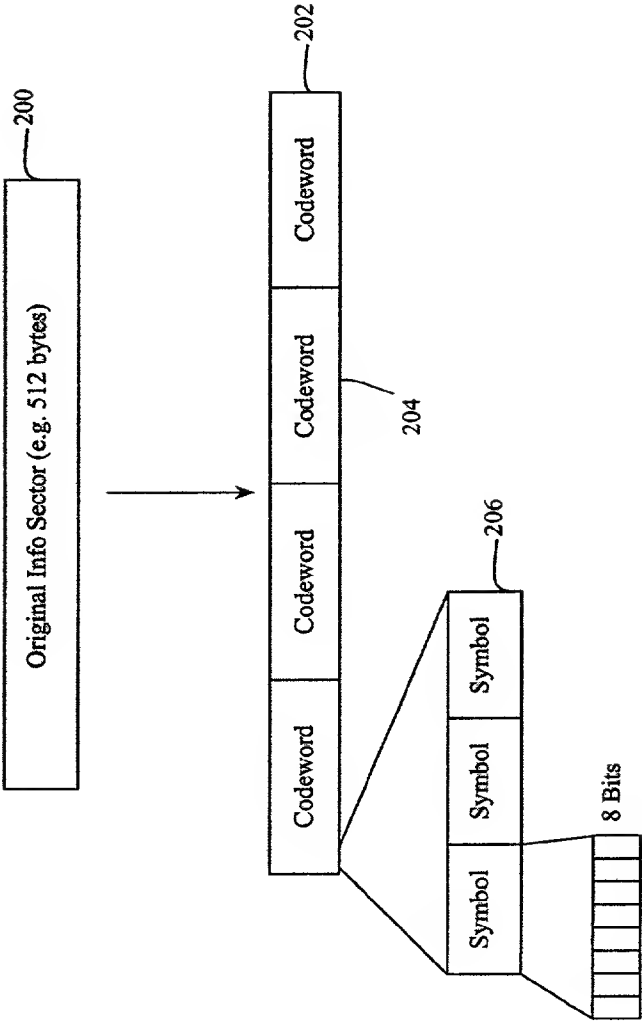 Original Info Sector (e.g. 512 bytes)
200
Codeword Codeword Codeword Codeword
202
204
Symbol Symbol Symbol
206
8 Bits